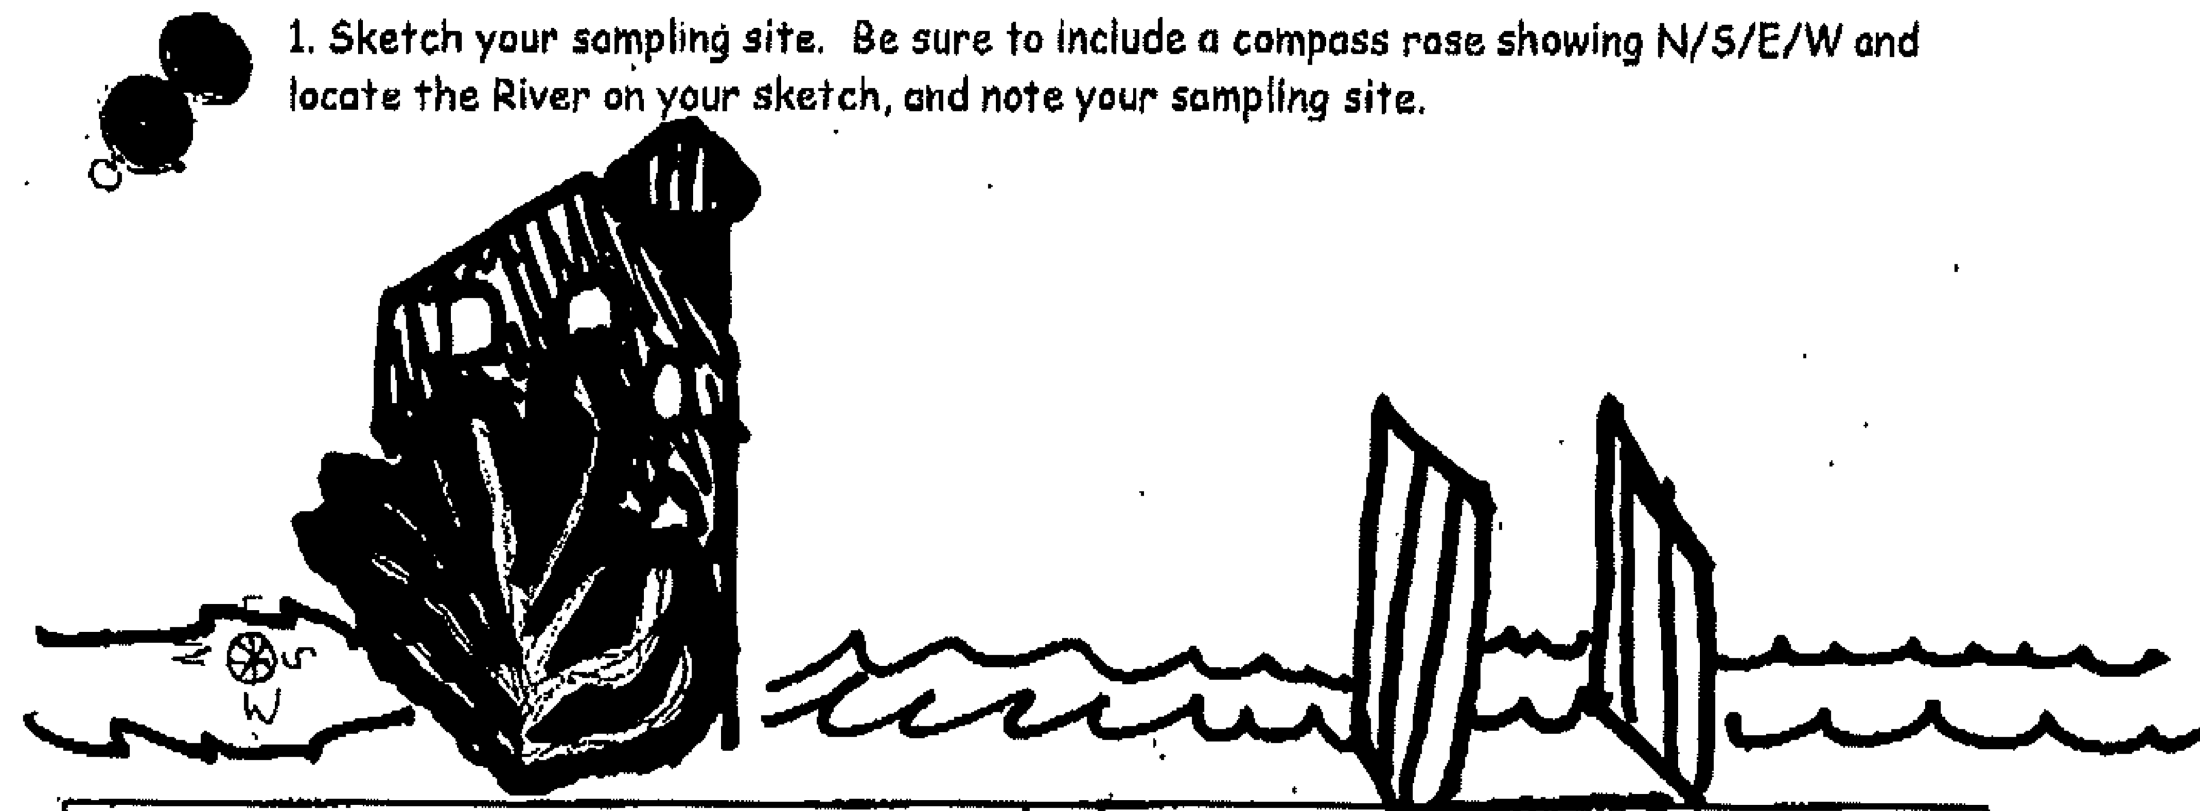 1. Sketch your sampling site. Be sure to include a compass rose showing N/S/E/W and
locate the River on your sketch, and note your sampling site.
N S
W